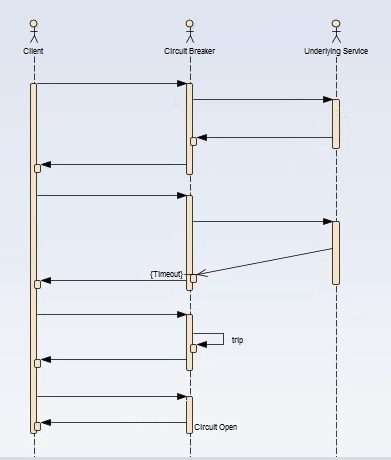 Client
Circuit Breaker
Underlying Service
{Timeout}
trip
Circuit Open